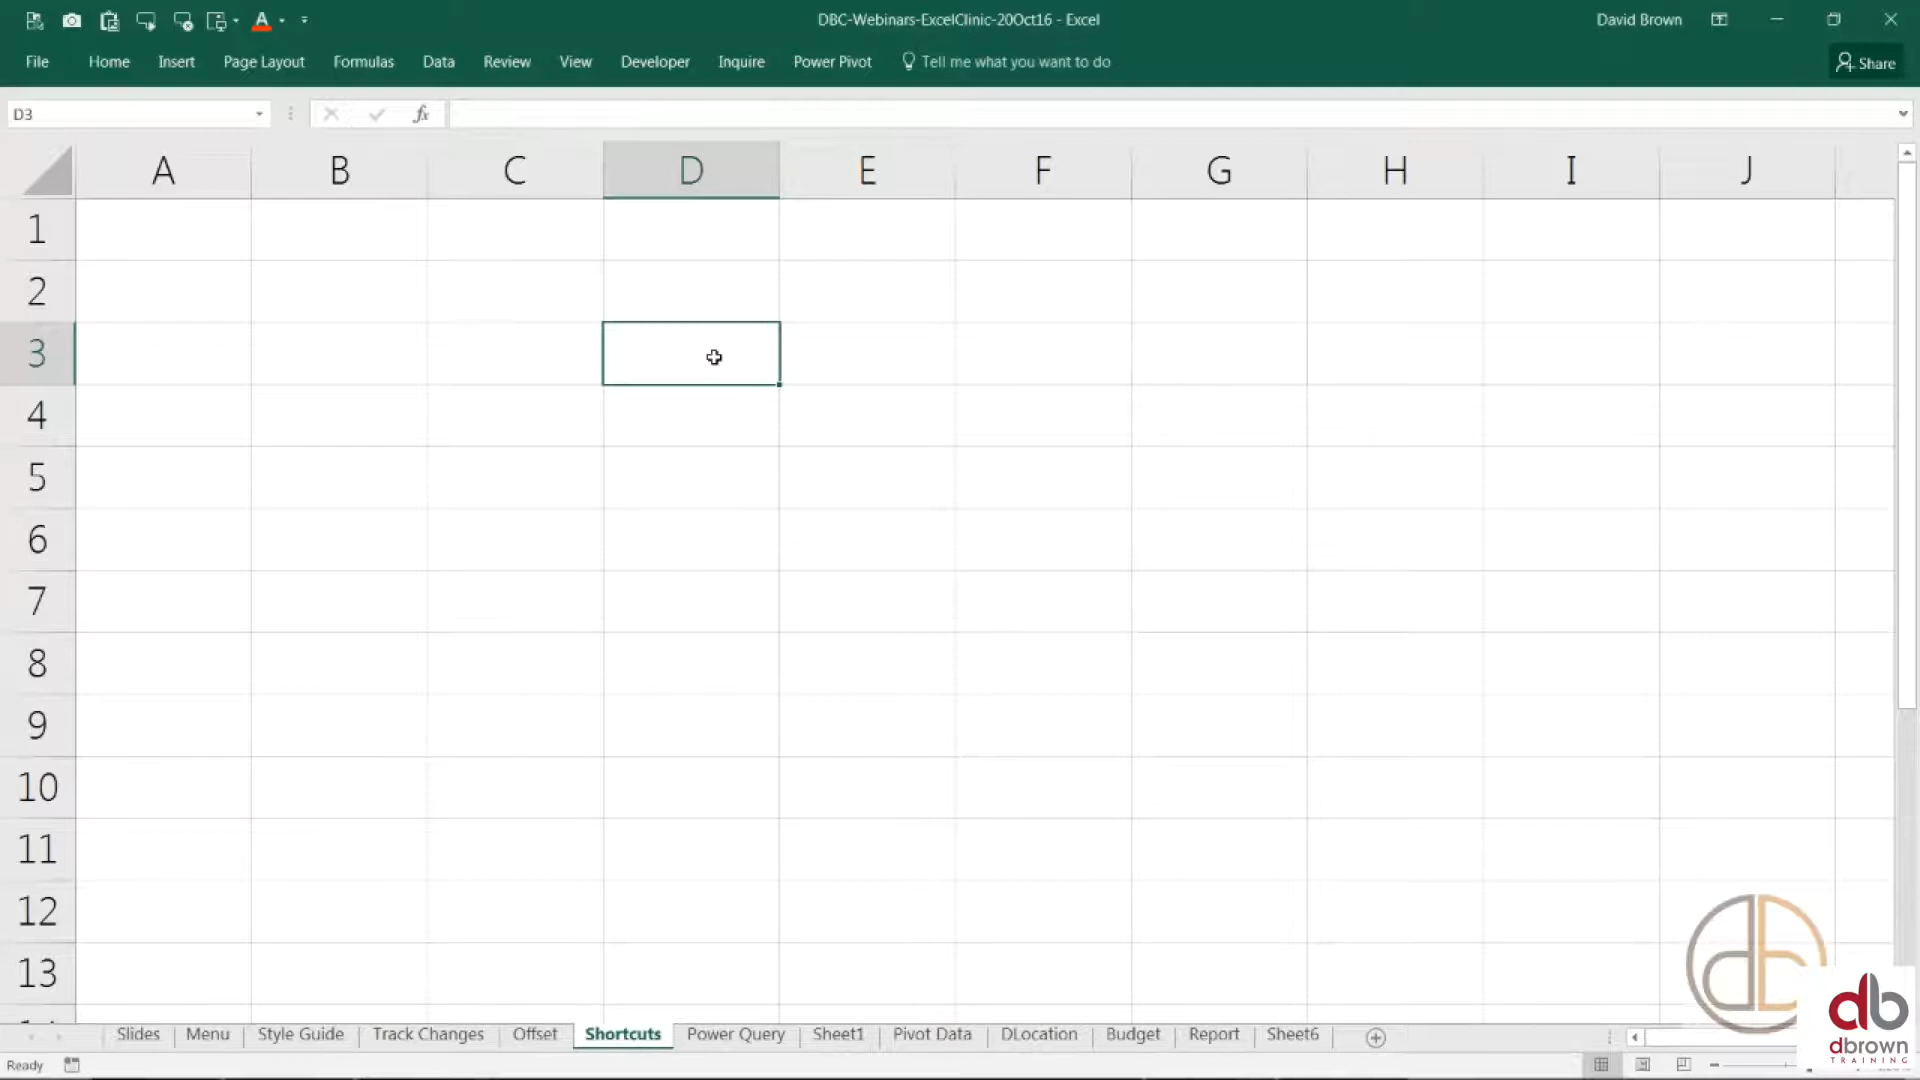 DBC-Webinars-ExcelClinic-20Oct16 - Excel
David Brown
File Home Insert Page Layout Formulas Data Review View Developer Inquire Power Pivot Tell me what you want to do
Share
D3
fx
A B C D E F G H I J
1
2
3
4
5
6
7
8
9
10
11
12
13
Slides Menu Style Guide Track Changes Offset Shortcuts Power Query Sheet1 Pivot Data DLocation Budget Report Sheet6
Ready
db
db
dbrown
TRAINING